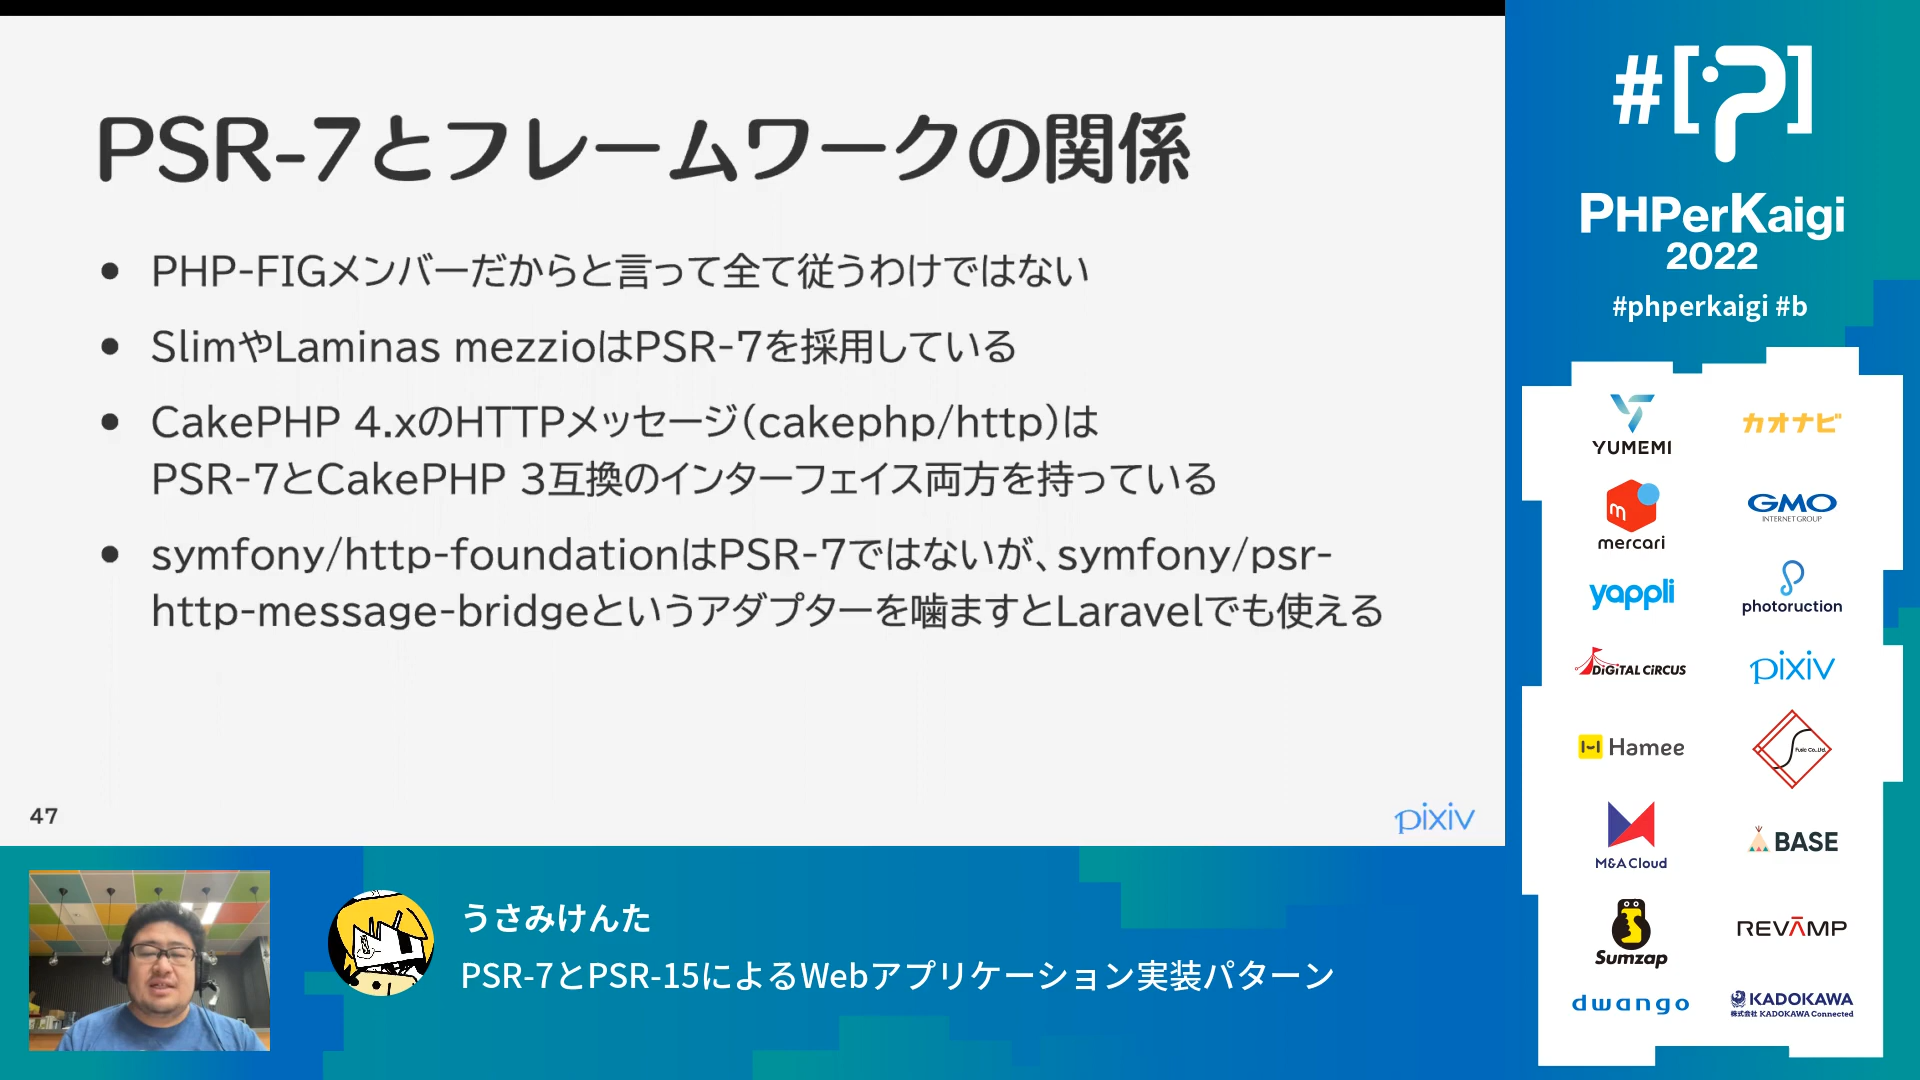 PSR-7とフレームワークの関係
● PHP-FIGメンバーだからと言って全て従うわけではない
● SlimやLaminas mezzioはPSR-7を採用している
● CakePHP 4.xのHTTPメッセージ(cakephp/http)は
PSR-7とCakePHP 3互換のインターフェイス両方を持っている
● symfony/http-foundationはPSR-7ではないが、symfony/psr-
http-message-bridgeというアダプターを噛ますとLaravelでも使える
47
pixiv
うさみけんた
PSR-7とPSR-15によるWebアプリケーション実装パターン
#[P]
PHPerKaigi
2022
#phperkaigi #b
YUMEMI
カオナビ
mercari
GMO
INTERNET GROUP
yappli
photoruction
DiGiTAL CiRCUS
pixiv
Hamee
Fusic Co.,Ltd.
M&A Cloud
BASE
Sumzap
REVAMP
dwango
KADOKAWA
株式会社 KADOKAWA Connected